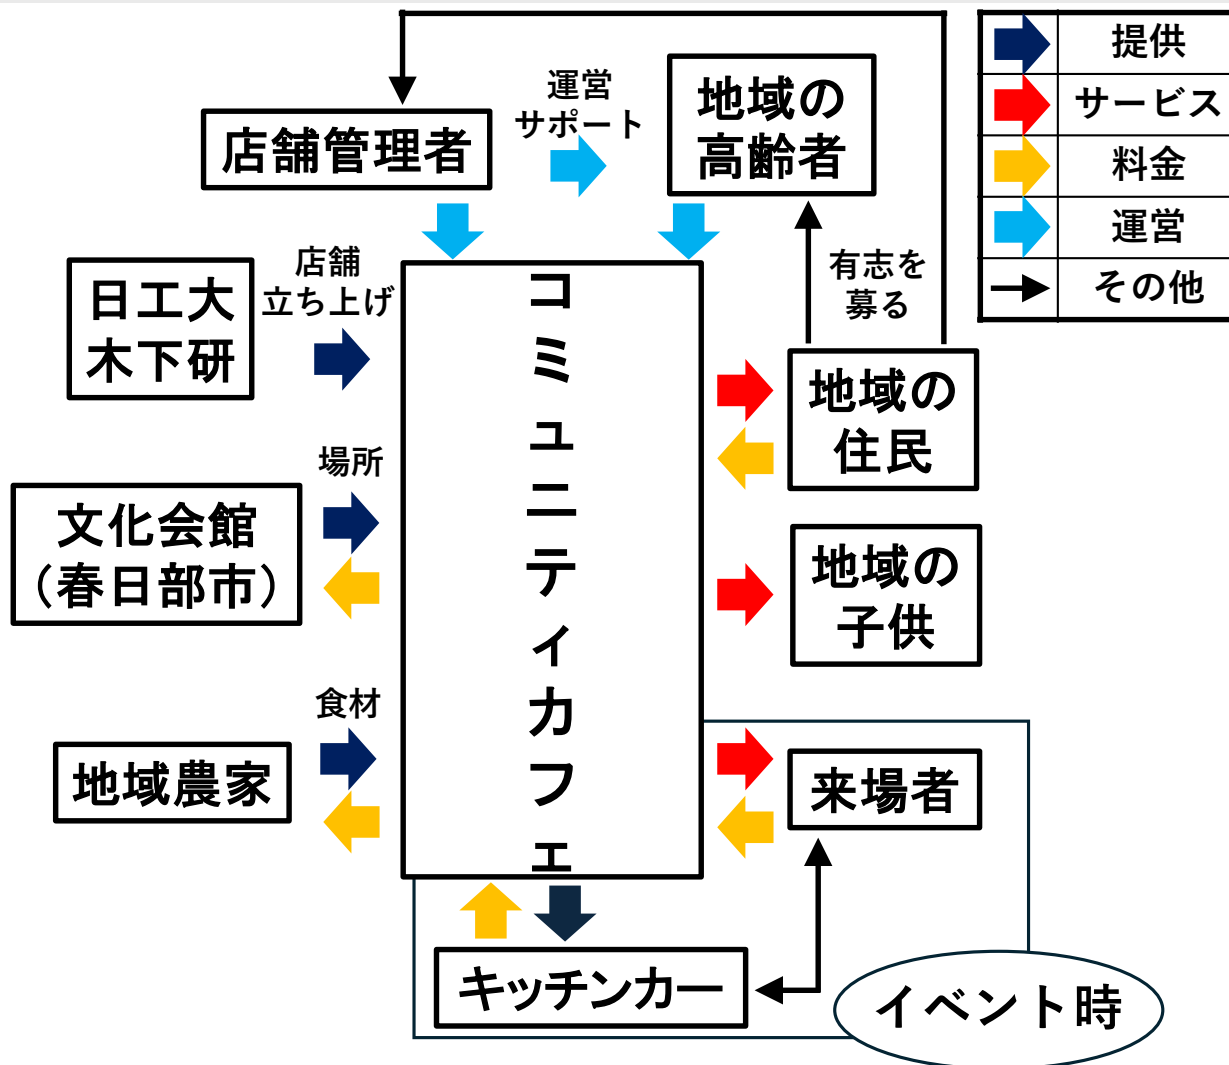 提供
サービス
料金
運営
その他
運営
サポート
地域の
高齢者
店舗管理者
店舗
立ち上げ
日工大
木下研
有志を
募る
コミュニティカフェ
地域の
住民
場所
文化会館
（春日部市）
地域の
子供
食材
地域農家
来場者
キッチンカー
イベント時